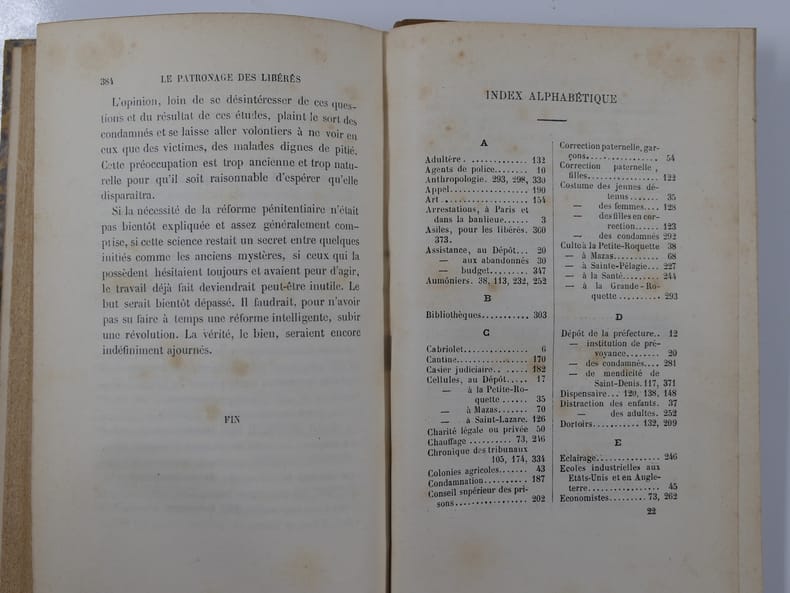 384 LE PATRONAGE DES LIBÉRÉS
L'opinion, loin de se désintéresser de ces ques-
tions et du résultat de ces études, plaint le sort des
condamnés et se laisse aller volontiers à ne voir en
eux que des victimes, des malades dignes de pitié.
Cette préoccupation est trop ancienne et trop natu-
relle pour qu'il soit raisonnable d'espérer qu'elle
disparaîtra.
Si la nécessité de la réforme pénitentiaire n'était
pas bientôt expliquée et assez généralement com-
prise, si cette science restait un secret entre quelques
initiés comme les anciens mystères, si ceux qui la
possèdent hésitaient toujours et avaient peur d'agir,
le travail déjà fait deviendrait peut-être inutile. Le
but serait bientôt dépassé. Il faudrait, pour n'avoir
pas su faire à temps une réforme intelligente, subir
une révolution. La vérité, le bien, seraient encore
indéfiniment ajournés.
FIN
INDEX ALPHABÉTIQUE
A
Adultère. ............. 132
Agents de police........ 10
Anthropologie. 293, 298, 330
Appel.................. 190
Art.................... 154
Arrestations, à Paris et
dans la banlieue...... 3
Asiles, pour les libérés. 360
373.
Assistance, au Dépôt... 20
— aux abandonnés 30
— budget........ 347
Aumôniers. 38, 113, 232, 252
B
Bibliothèques........... 303
C
Cabriolet............... 6
Cantine................. 170
Casier judiciaire....... 182
Cellules, au Dépôt..... 17
— à la Petite-Ro-
quette ...... 35
— à Mazas...... 70
— à Saint-Lazare. 126
Charité légale ou privée 50
Chauffage .......... 73, 246
Chronique des tribunaux
105, 174, 334
Colonies agricoles....... 43
Condamnation.......... 187
Conseil supérieur des pri-
sons................. 202
Correction paternelle, gar-
çons................. 54
Correction paternelle,
filles................. 122
Costume des jeunes dé-
tenus....... 35
— des femmes.... 128
— des filles en cor-
rection...... 123
— des condamnés 292
Culte à la Petite-Roquette 38
— à Mazas........... 68
— à Sainte-Pélagie... 227
— à la Santé........ 244
— à la Grande-Ro-
quette .......... 293
D
Dépôt de la préfecture.. 12
— institution de pré-
voyance........ 20
— des condamnés.... 281
— de mendicité de
Saint-Denis. 117, 371
Dispensaire... 120, 138, 148
Distraction des enfants. 37
— des adultes. 252
Dortoirs........... 132, 209
E
Eclairage............... 246
Ecoles industrielles aux
Etats-Unis et en Angle-
terre................. 45
Economistes......... 73, 262
22